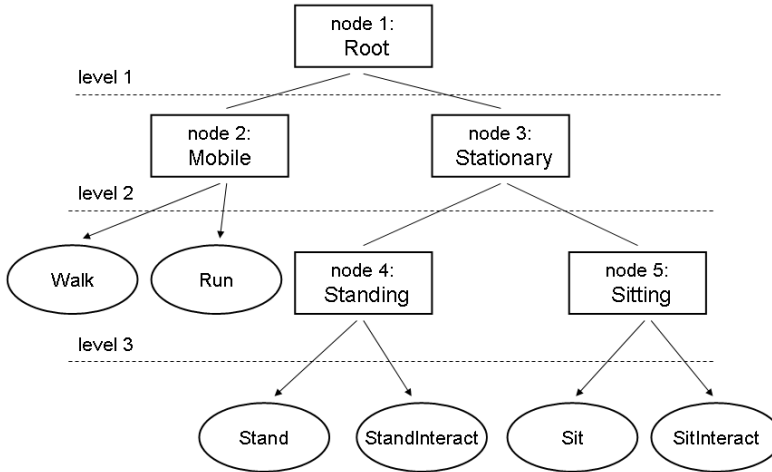 node 1:
Root
level 1
node 2:
Mobile
node 3:
Stationary
level 2
Walk
Run
node 4:
Standing
node 5:
Sitting
level 3
Stand
StandInteract
Sit
SitInteract